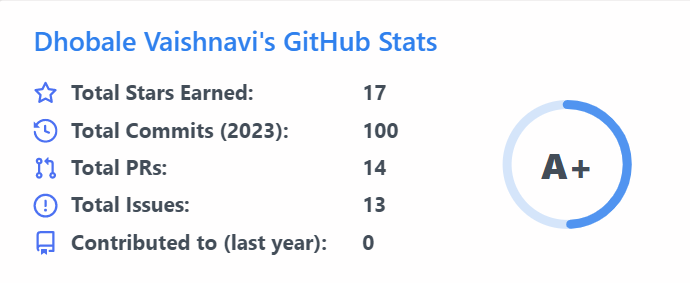 Dhobale Vaishnavi's GitHub Stats
Total Stars Earned: 17
Total Commits (2023): 100
Total PRs: 14
Total Issues: 13
Contributed to (last year): 0
A+